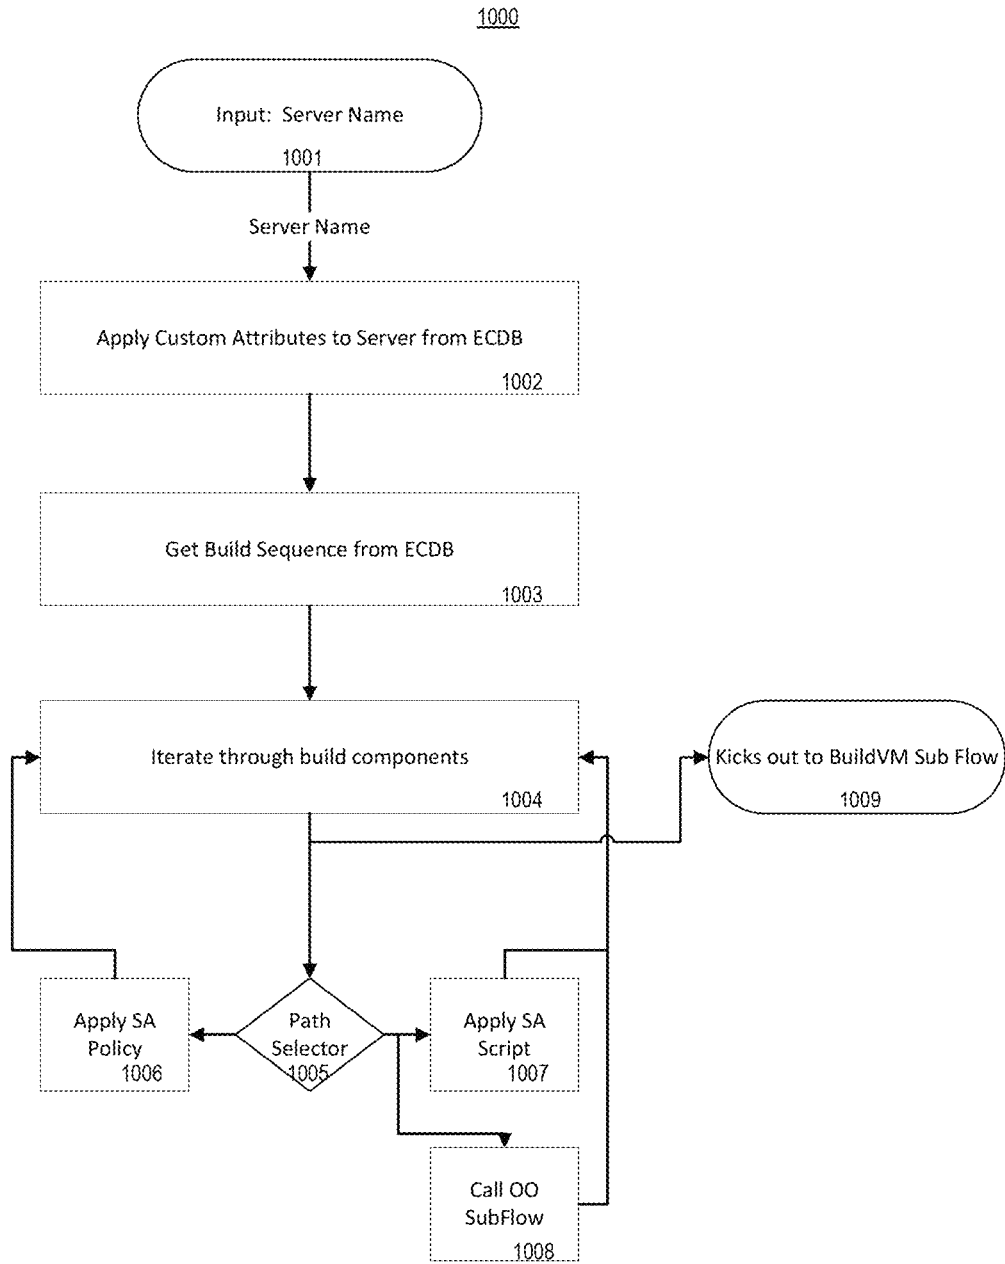 1000
Input:  Server Name
1001
Server Name
Apply Custom Attributes to Server from ECDB
1002
Get Build Sequence from ECDB
1003
Iterate through build components
1004
Kicks out to BuildVM Sub Flow
1009
Apply SA
Policy
1006
Path
Selector
1005
Apply SA
Script
1007
Call OO
SubFlow
1008